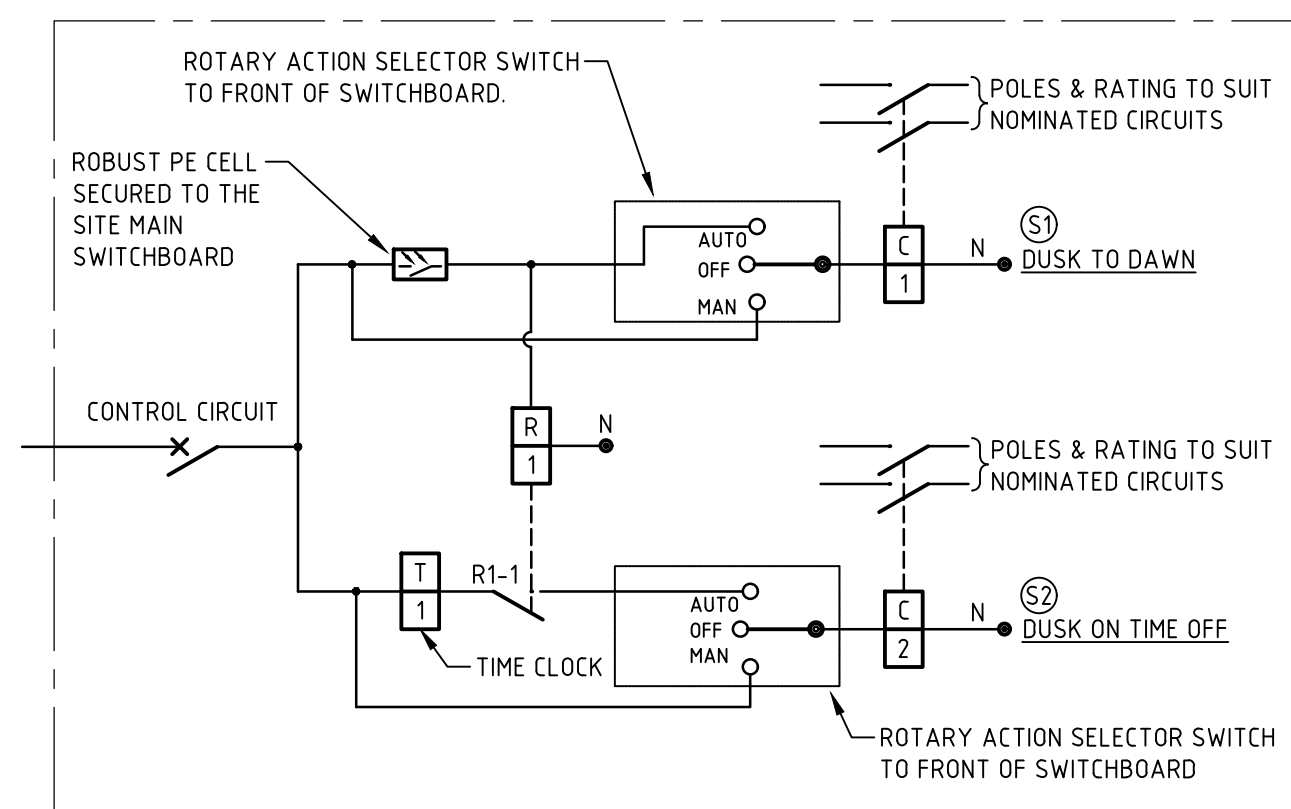 ROTARY ACTION SELECTOR SWITCH
TO FRONT OF SWITCHBOARD.
POLES & RATING TO SUIT
NOMINATED CIRCUITS
ROBUST PE CELL
SECURED TO THE
SITE MAIN
SWITCHBOARD
AUTO
OFF
MAN
C
1
N
S1
DUSK TO DAWN
CONTROL CIRCUIT
R
1
N
POLES & RATING TO SUIT
NOMINATED CIRCUITS
T
1
R1-1
TIME CLOCK
AUTO
OFF
MAN
C
2
N
S2
DUSK ON TIME OFF
ROTARY ACTION SELECTOR SWITCH
TO FRONT OF SWITCHBOARD